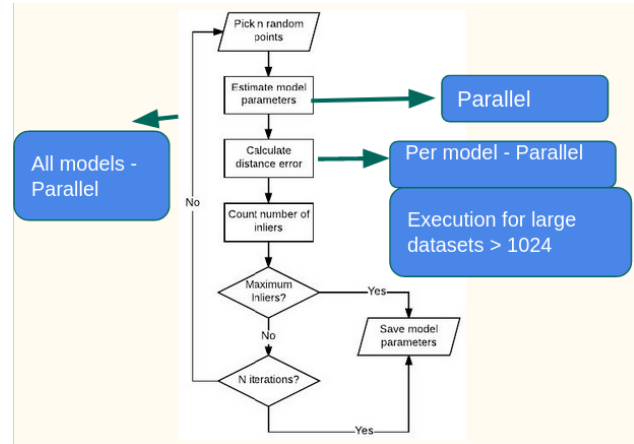 Pick n random
points
Estimate model
parameters
Parallel
All models -
Parallel
Calculate
distance error
Per model - Parallel
No
Count number of
inliers
Execution for large
datasets > 1024
Maximum
Inliers?
Yes
No
Save model
parameters
N iterations?
Yes